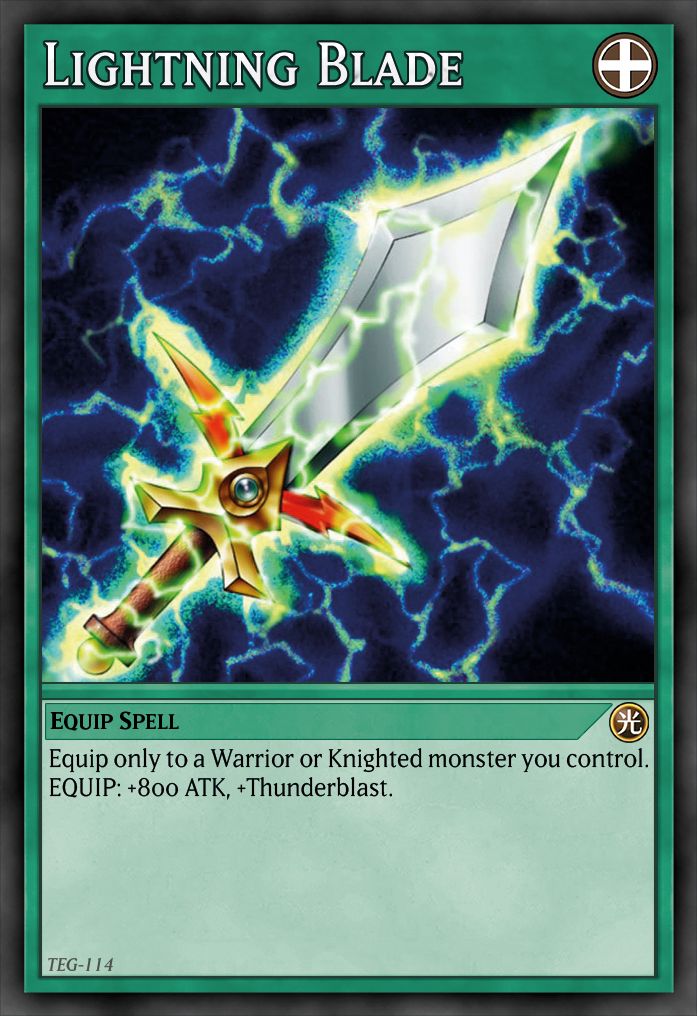 Lightning Blade
Equip Spell
光
Equip only to a Warrior or Knighted monster you control.
EQUIP: +800 ATK, +Thunderblast.
TEG-114